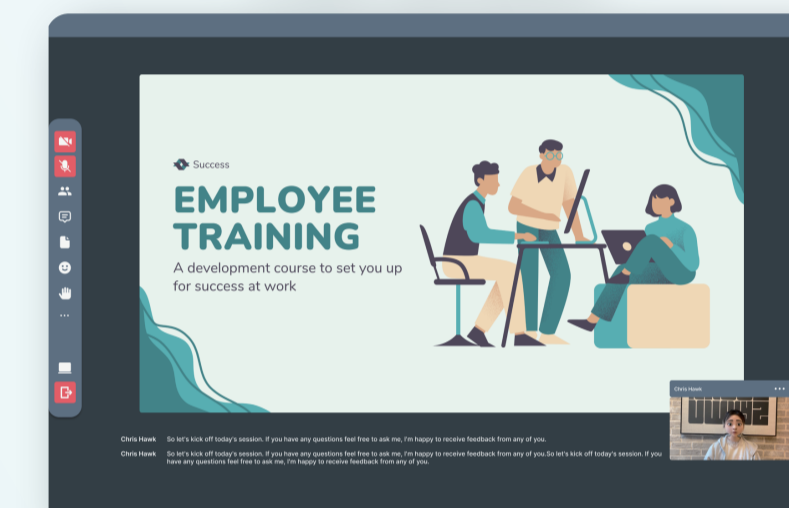 Success
EMPLOYEE
TRAINING
A development course to set you up
for success at work
Chris Hawk
Chris Hawk So let's kick off today's session. If you have any questions feel free to ask me, I'm happy to receive feedback from any of you.
Chris Hawk So let's kick off today's session. If you have any questions feel free to ask me, I'm happy to receive feedback from any of you.So let's kick off today's session. If you
have any questions feel free to ask me, I'm happy to receive feedback from any of you.